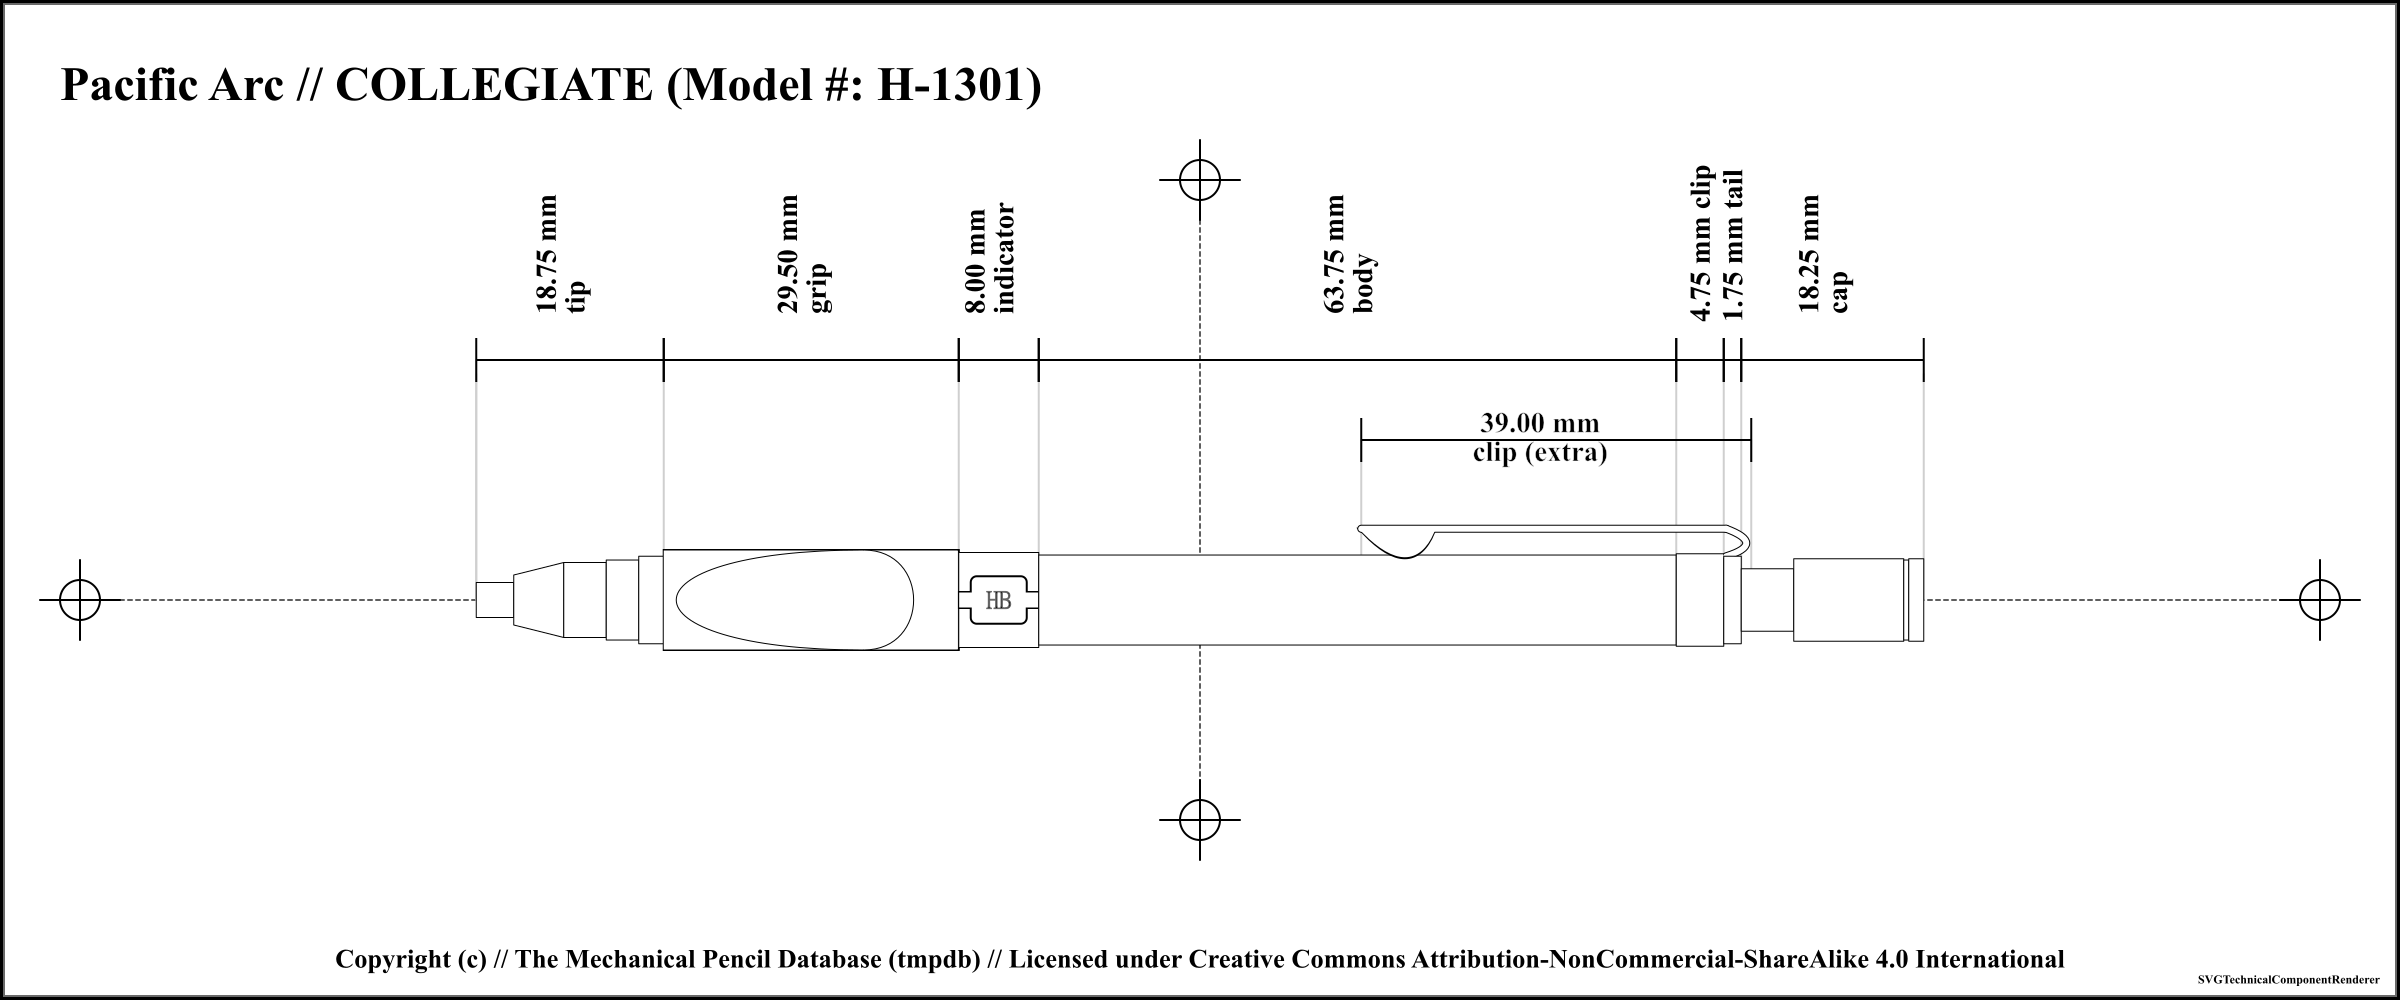 Pacific Arc // COLLEGIATE (Model #: H-1301)
18.75 mm
tip
29.50 mm
grip
8.00 mm
indicator
63.75 mm
body
4.75 mm clip
1.75 mm tail
18.25 mm
cap
39.00 mm
clip (extra)
HB
Copyright (c) // The Mechanical Pencil Database (tmpdb) // Licensed under Creative Commons Attribution-NonCommercial-ShareAlike 4.0 International
SVGTechnicalComponentRenderer